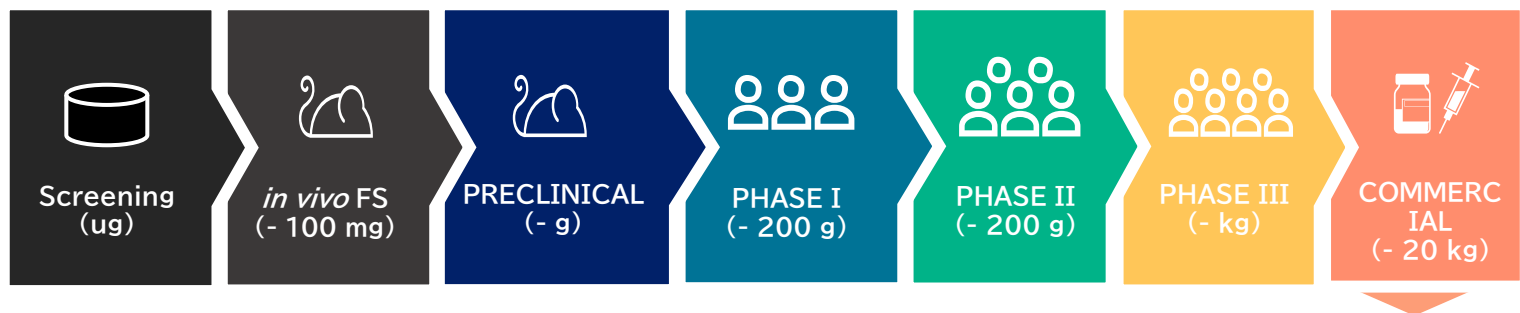 Screening
(ug)
in vivo FS
(- 100 mg)
PRECLINICAL
(- g)
PHASE I
(- 200 g)
PHASE II
(- 200 g)
PHASE III
(- kg)
COMMERC
IAL
(- 20 kg)